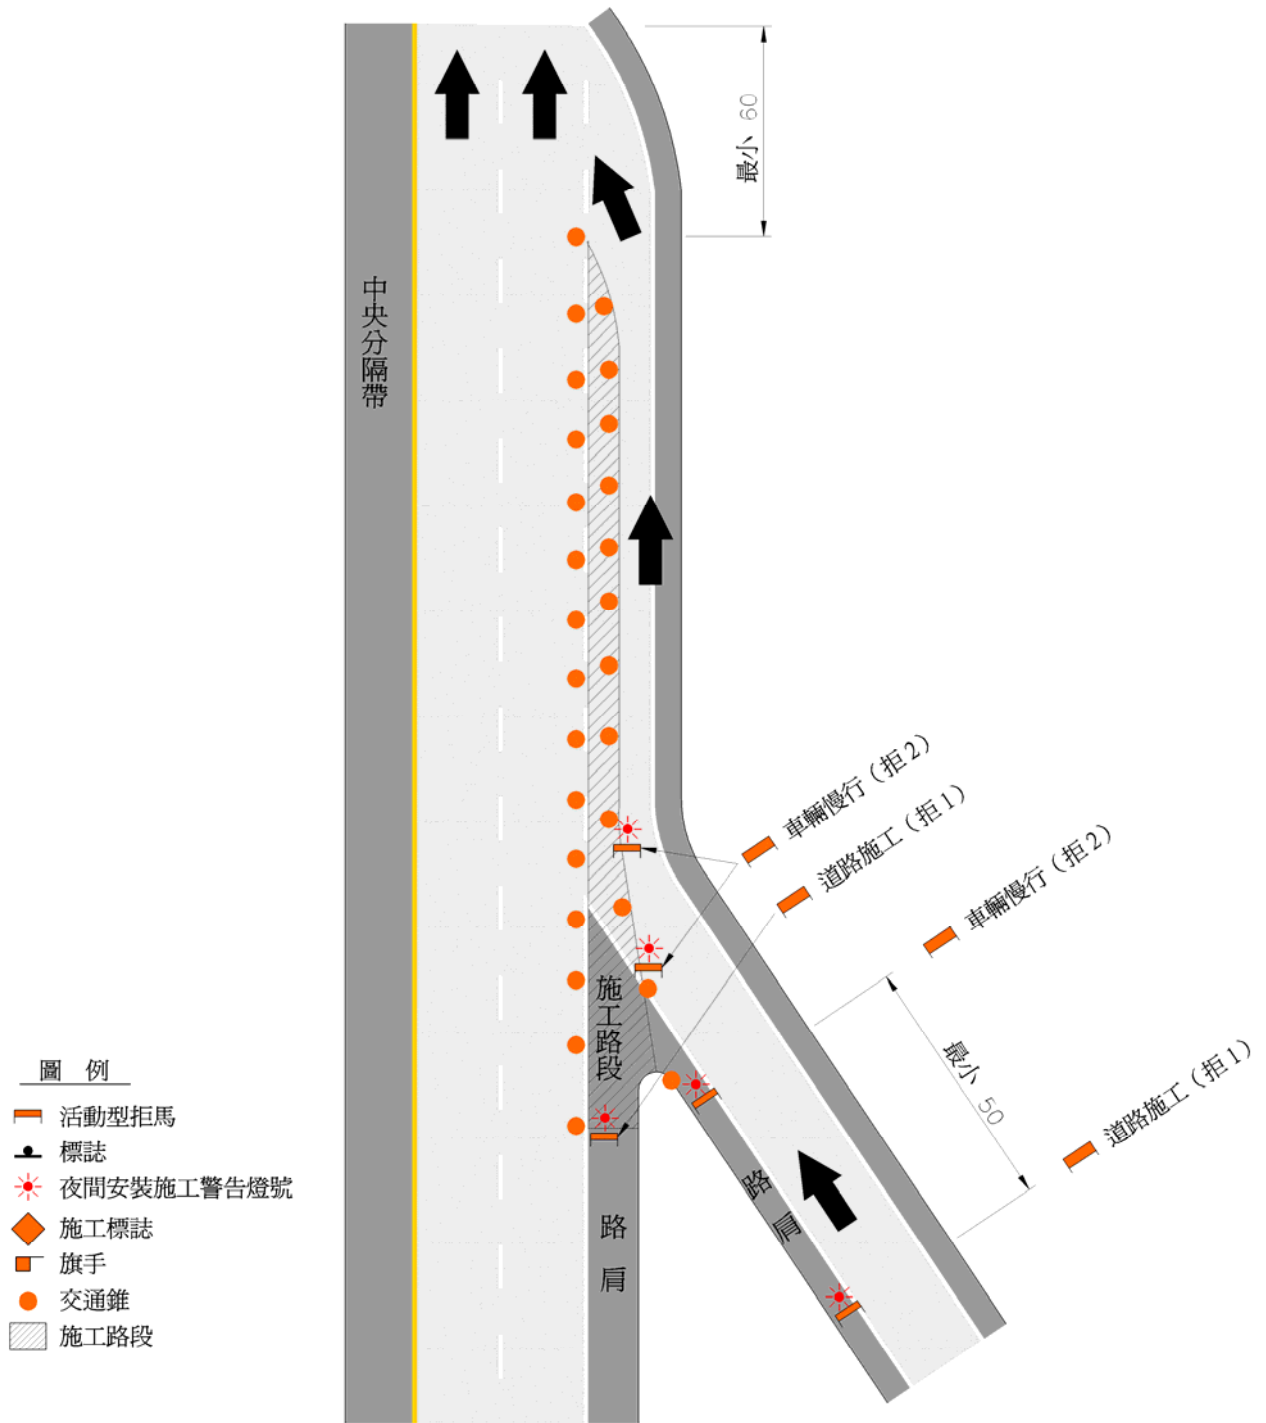 最小 60
中央分隔帶
車輛慢行（拒2）
道路施工（拒1）
車輛慢行（拒2）
道路施工（拒1）
最小 50
施工路段
路肩
路肩
圖 例
活動型拒馬
標誌
夜間安裝施工警告燈號
施工標誌
旗手
交通錐
施工路段